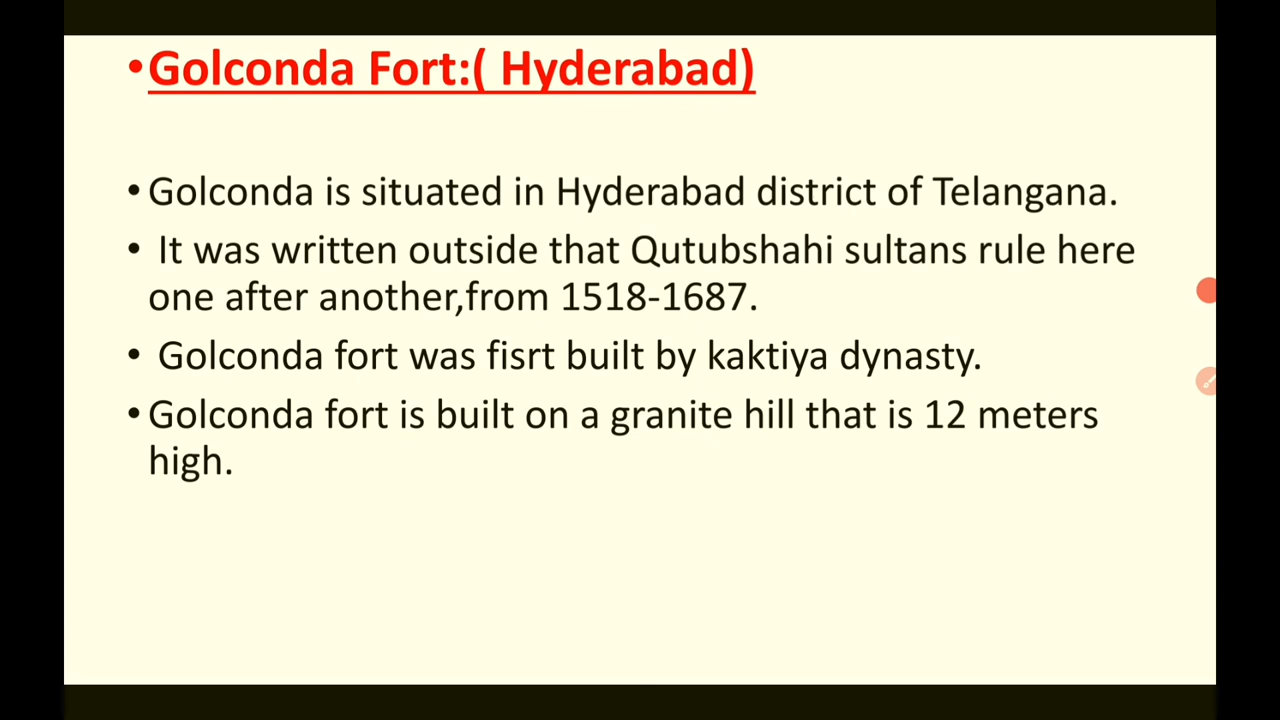 •Golconda Fort:( Hyderabad)
•Golconda is situated in Hyderabad district of Telangana.
• It was written outside that Qutubshahi sultans rule here
one after another,from 1518-1687.
• Golconda fort was fisrt built by kaktiya dynasty.
•Golconda fort is built on a granite hill that is 12 meters
high.